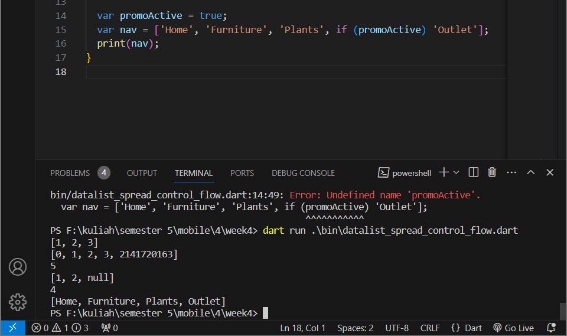 13
14 var promoActive = true;
15 var nav = ['Home', 'Furniture', 'Plants', if (promoActive) 'Outlet'];
16 print(nav);
17 }
18
PROBLEMS 4 OUTPUT TERMINAL PORTS DEBUG CONSOLE powershell
bin/datalist_spread_control_flow.dart:14:49: Error: Undefined name 'promoActive'.
var nav = ['Home', 'Furniture', 'Plants', if (promoActive) 'Outlet'];
^^^^^^^^^^^
PS F:\kuliah\semester 5\mobile\4\week4> dart run .\bin\datalist_spread_control_flow.dart
[1, 2, 3]
[0, 1, 2, 3, 2141720163]
5
[1, 2, null]
4
[Home, Furniture, Plants, Outlet]
PS F:\kuliah\semester 5\mobile\4\week4>
0 1 3 0 Ln 18, Col 1 Spaces: 2 UTF-8 CRLF {} Dart Go Live